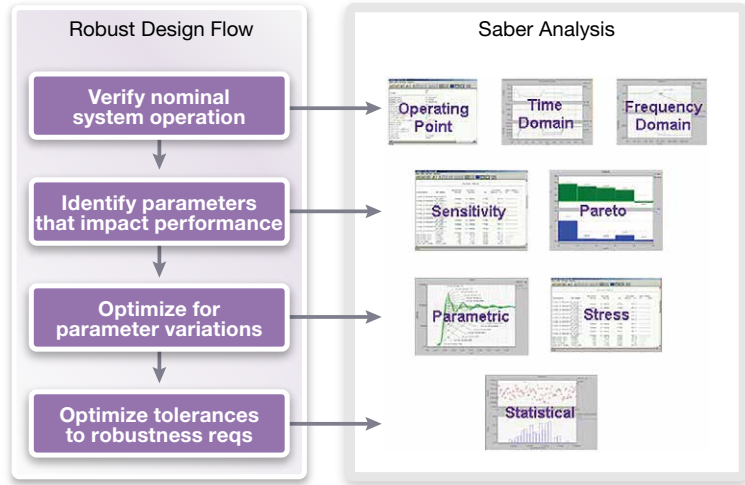 Robust Design Flow
Saber Analysis
Verify nominal
system operation
Operating
Point
Time
Domain
Frequency
Domain
Identify parameters
that impact performance
Sensitivity
Pareto
Optimize for
parameter variations
Parametric
Stress
Optimize tolerances
to robustness reqs
Statistical